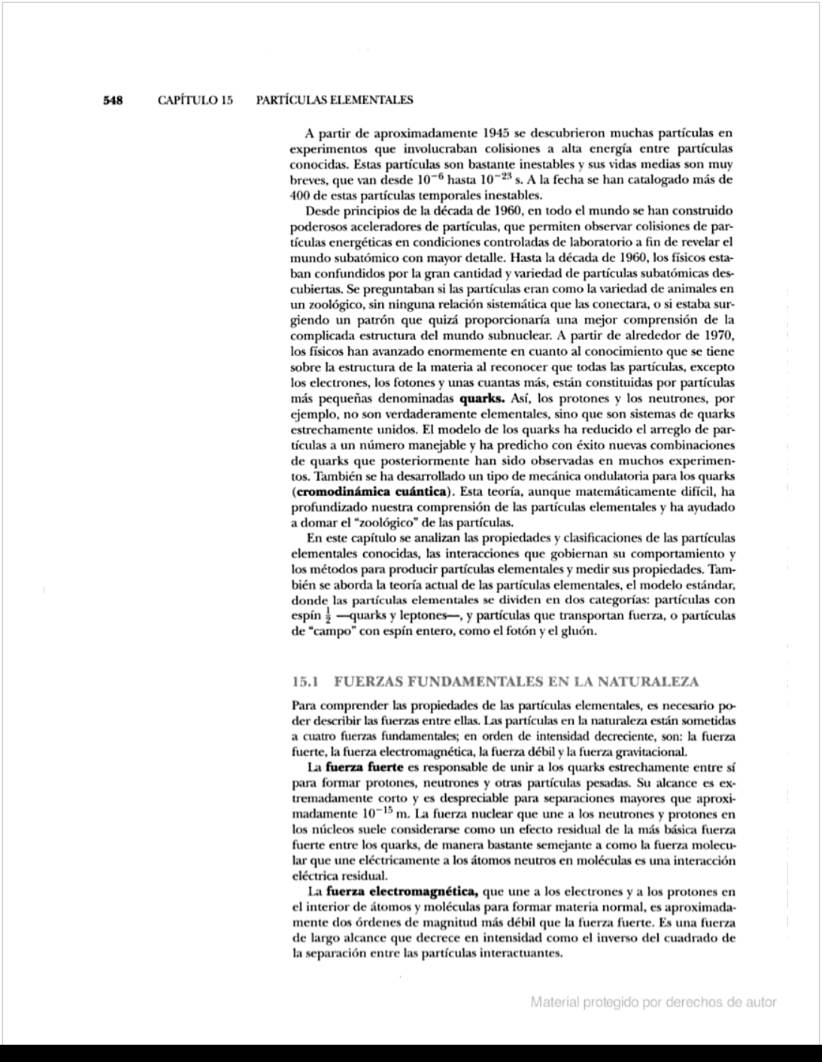 548 CAPÍTULO 15 PARTÍCULAS ELEMENTALES
A partir de aproximadamente 1945 se descubrieron muchas partículas en
experimentos que involucraban colisiones a alta energía entre partículas
conocidas. Estas partículas son bastante inestables y sus vidas medias son muy
breves, que van desde 10⁻⁶ hasta 10⁻²³ s. A la fecha se han catalogado más de
400 de estas partículas temporales inestables.
Desde principios de la década de 1960, en todo el mundo se han construido
poderosos aceleradores de partículas, que permiten observar colisiones de par-
tículas energéticas en condiciones controladas de laboratorio a fin de revelar el
mundo subatómico con mayor detalle. Hasta la década de 1960, los físicos esta-
ban confundidos por la gran cantidad y variedad de partículas subatómicas des-
cubiertas. Se preguntaban si las partículas eran como la variedad de animales en
un zoológico, sin ninguna relación sistemática que las conectara, o si estaba sur-
giendo un patrón que quizá proporcionaría una mejor comprensión de la
complicada estructura del mundo subnuclear. A partir de alrededor de 1970,
los físicos han avanzado enormemente en cuanto al conocimiento que se tiene
sobre la estructura de la materia al reconocer que todas las partículas, excepto
los electrones, los fotones y unas cuantas más, están constituidas por partículas
más pequeñas denominadas quarks. Así, los protones y los neutrones, por
ejemplo, no son verdaderamente elementales, sino que son sistemas de quarks
estrechamente unidos. El modelo de los quarks ha reducido el arreglo de par-
tículas a un número manejable y ha predicho con éxito nuevas combinaciones
de quarks que posteriormente han sido observadas en muchos experimen-
tos. También se ha desarrollado un tipo de mecánica ondulatoria para los quarks
(cromodinámica cuántica). Esta teoría, aunque matemáticamente difícil, ha
profundizado nuestra comprensión de las partículas elementales y ha ayudado
a domar el "zoológico" de las partículas.
En este capítulo se analizan las propiedades y clasificaciones de las partículas
elementales conocidas, las interacciones que gobiernan su comportamiento y
los métodos para producir partículas elementales y medir sus propiedades. Tam-
bién se aborda la teoría actual de las partículas elementales, el modelo estándar,
donde las partículas elementales se dividen en dos categorías: partículas con
espín ½ —quarks y leptones—, y partículas que transportan fuerza, o partículas
de "campo" con espín entero, como el fotón y el gluón.
15.1 FUERZAS FUNDAMENTALES EN LA NATURALEZA
Para comprender las propiedades de las partículas elementales, es necesario po-
der describir las fuerzas entre ellas. Las partículas en la naturaleza están sometidas
a cuatro fuerzas fundamentales; en orden de intensidad decreciente, son: la fuerza
fuerte, la fuerza electromagnética, la fuerza débil y la fuerza gravitacional.
La fuerza fuerte es responsable de unir a los quarks estrechamente entre sí
para formar protones, neutrones y otras partículas pesadas. Su alcance es ex-
tremadamente corto y es despreciable para separaciones mayores que aproxi-
madamente 10⁻¹⁵ m. La fuerza nuclear que une a los neutrones y protones en
los núcleos suele considerarse como un efecto residual de la más básica fuerza
fuerte entre los quarks, de manera bastante semejante a como la fuerza molecu-
lar que une eléctricamente a los átomos neutros en moléculas es una interacción
eléctrica residual.
La fuerza electromagnética, que une a los electrones y a los protones en
el interior de átomos y moléculas para formar materia normal, es aproximada-
mente dos órdenes de magnitud más débil que la fuerza fuerte. Es una fuerza
de largo alcance que decrece en intensidad como el inverso del cuadrado de
la separación entre las partículas interactuantes.
Material protegido por derechos de autor